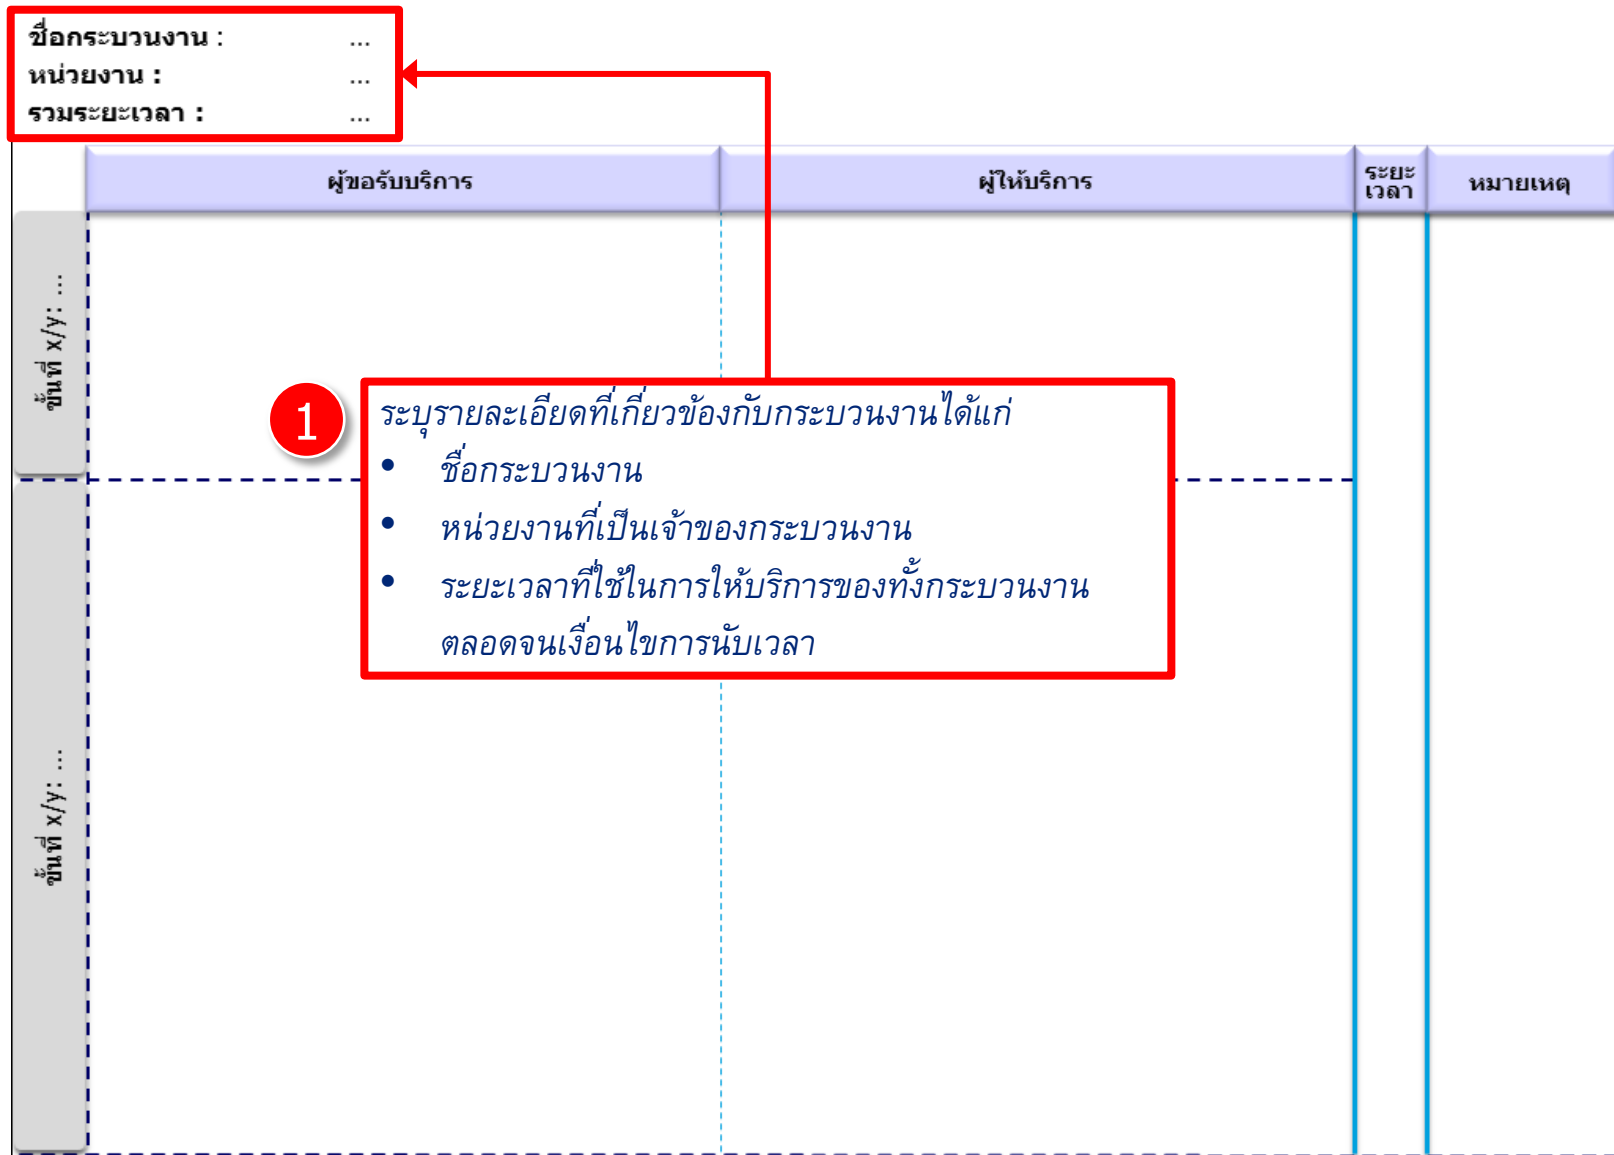 ชื่อกระบวนงาน : ...
หน่วยงาน : ...
รวมระยะเวลา : ...
ผู้ขอรับบริการ
ผู้ให้บริการ
ระยะ
เวลา
หมายเหตุ
ขั้นที่ x/y: ...
1
ระบุรายละเอียดที่เกี่ยวข้องกับกระบวนงานได้แก่
• ชื่อกระบวนงาน
• หน่วยงานที่เป็นเจ้าของกระบวนงาน
• ระยะเวลาที่ใช้ในการให้บริการของทั้งกระบวนงาน
ตลอดจนเงื่อนไขการนับเวลา
ขั้นที่ x/y: ...